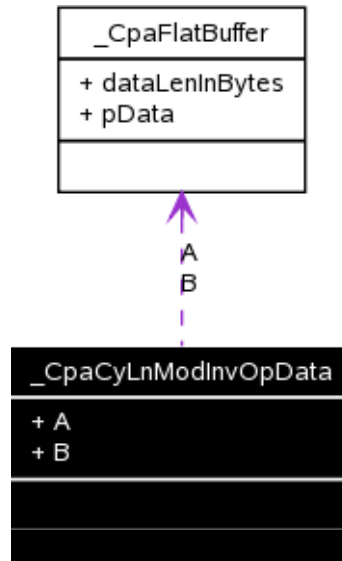 _CpaFlatBuffer
+ dataLenInBytes
+ pData
A
B
_CpaCyLnModInvOpData
+ A
+ B